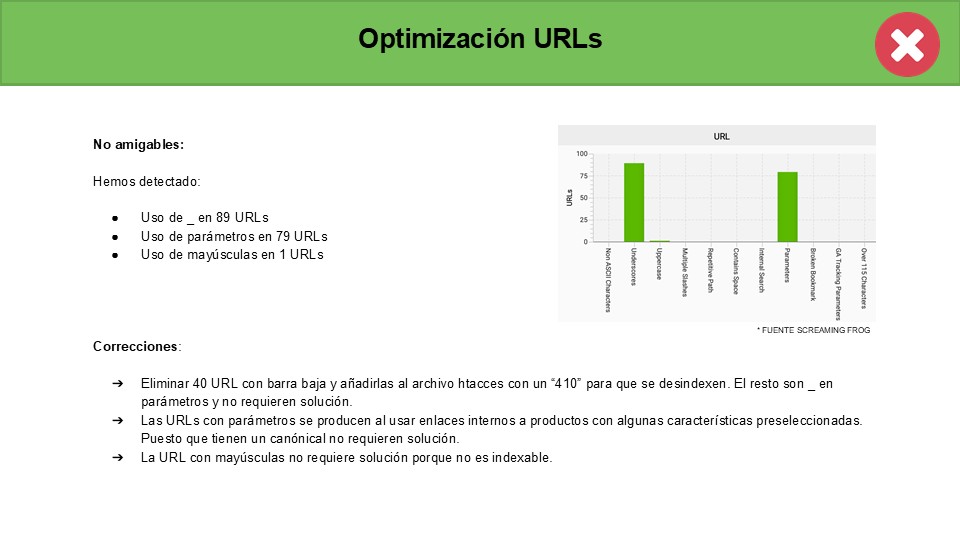 Optimización URLs
No amigables:
Hemos detectado:
● Uso de _ en 89 URLs
● Uso de parámetros en 79 URLs
● Uso de mayúsculas en 1 URLs
URL
100
75
50
25
0
URLs
Non ASCII Characters
Underscores
Uppercase
Multiple Slashes
Repetitive Path
Contains Space
Internal Search
Parameters
Broken Bookmark
GA Tracking Parameters
Over 115 Characters
* FUENTE SCREAMING FROG
Correcciones:
➔ Eliminar 40 URL con barra baja y añadirlas al archivo htacces con un “410” para que se desindexen. El resto son _ en
parámetros y no requieren solución.
➔ Las URLs con parámetros se producen al usar enlaces internos a productos con algunas características preseleccionadas.
Puesto que tienen un canónical no requieren solución.
➔ La URL con mayúsculas no requiere solución porque no es indexable.